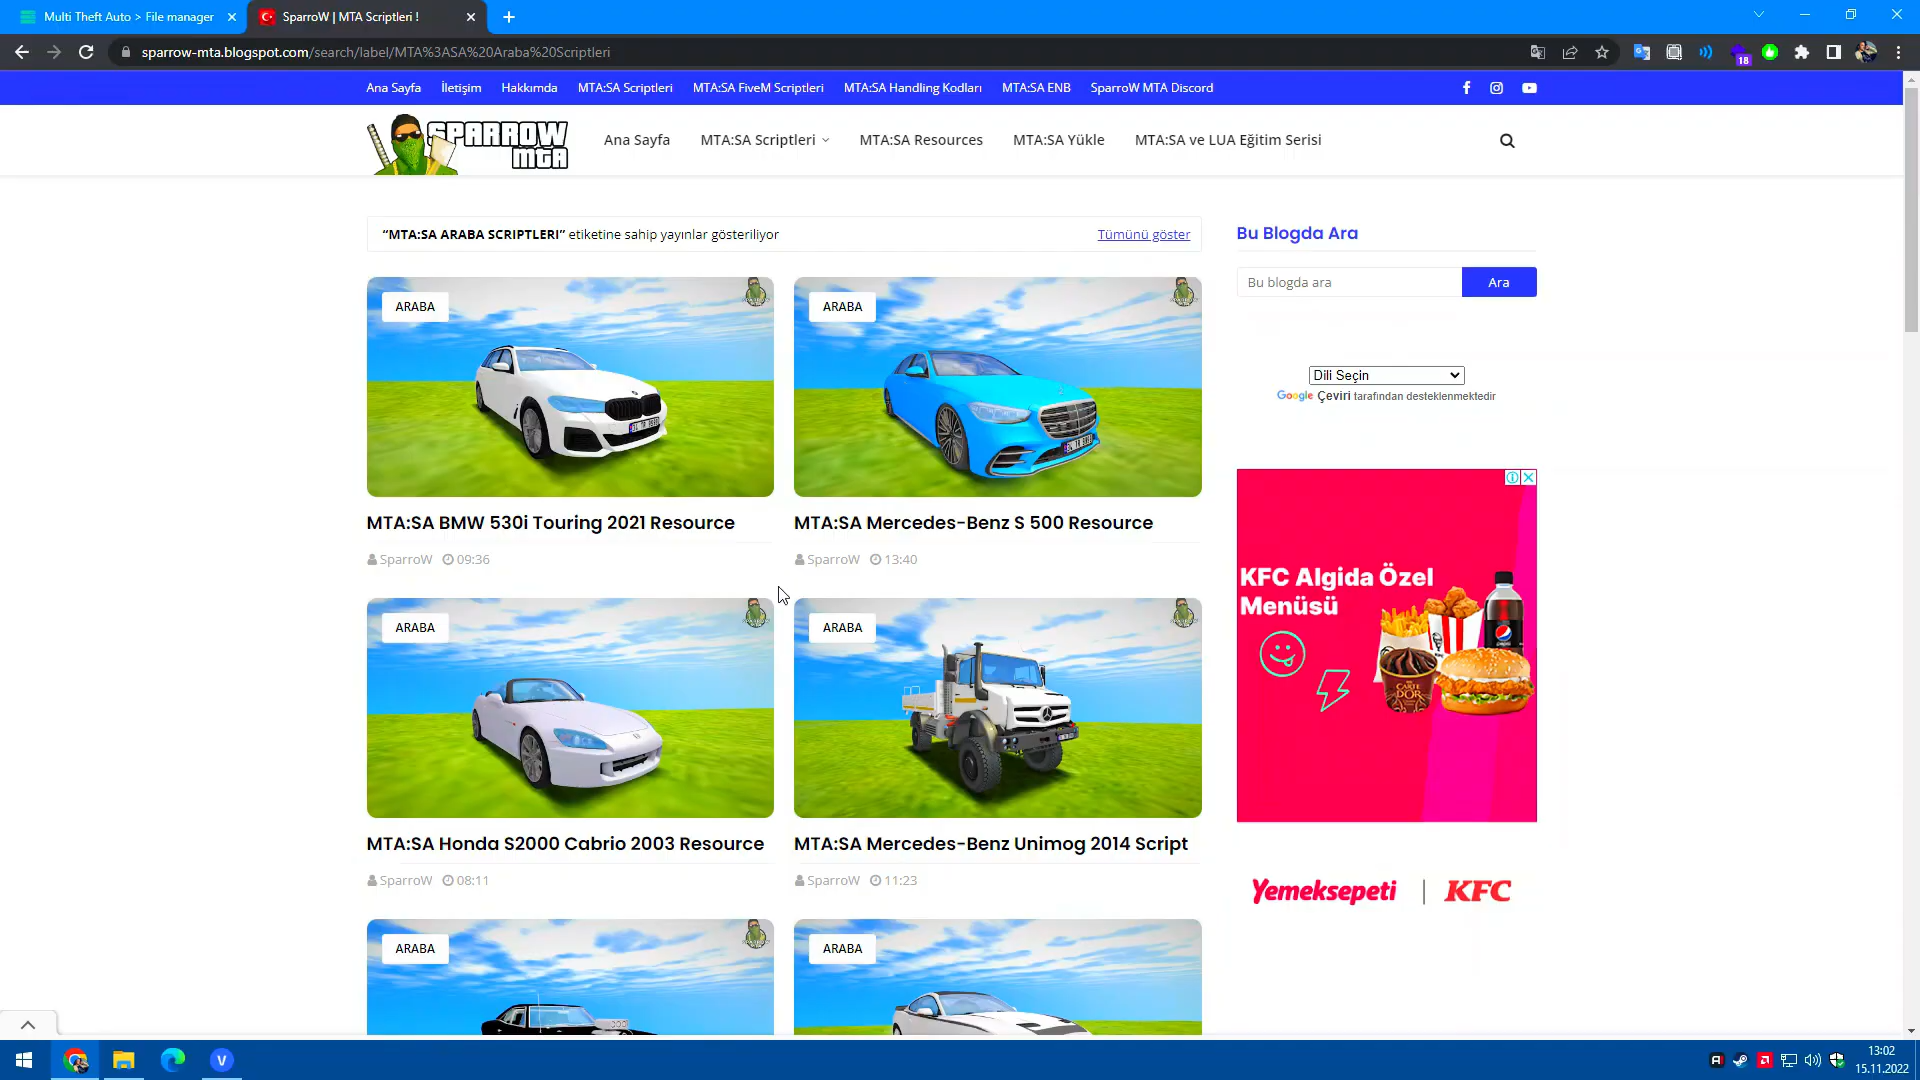 Multi Theft Auto > File manager
SparroW | MTA Scriptleri !
sparrow-mta.blogspot.com/search/label/MTA%3ASA%20Araba%20Scriptleri
18
Ana Sayfa
İletişim
Hakkımda
MTA:SA Scriptleri
MTA:SA FiveM Scriptleri
MTA:SA Handling Kodları
MTA:SA ENB
SparroW MTA Discord
SPARROW
MTA
Ana Sayfa
MTA:SA Scriptleri
MTA:SA Resources
MTA:SA Yükle
MTA:SA ve LUA Eğitim Serisi
“MTA:SA ARABA SCRIPTLERI” etiketine sahip yayınlar gösteriliyor
Tümünü göster
ARABA
ARABA
MTA:SA BMW 530i Touring 2021 Resource
MTA:SA Mercedes-Benz S 500 Resource
SparroW 09:36
SparroW 13:40
ARABA
ARABA
MTA:SA Honda S2000 Cabrio 2003 Resource
MTA:SA Mercedes-Benz Unimog 2014 Script
SparroW 08:11
SparroW 11:23
ARABA
ARABA
Bu Blogda Ara
Bu blogda ara
Ara
Dili Seçin
Google Çeviri tarafından desteklenmektedir
KFC Algida Özel
Menüsü
KFC
CARTE
D'OR
Yemeksepeti | KFC
V
13:02
15.11.2022